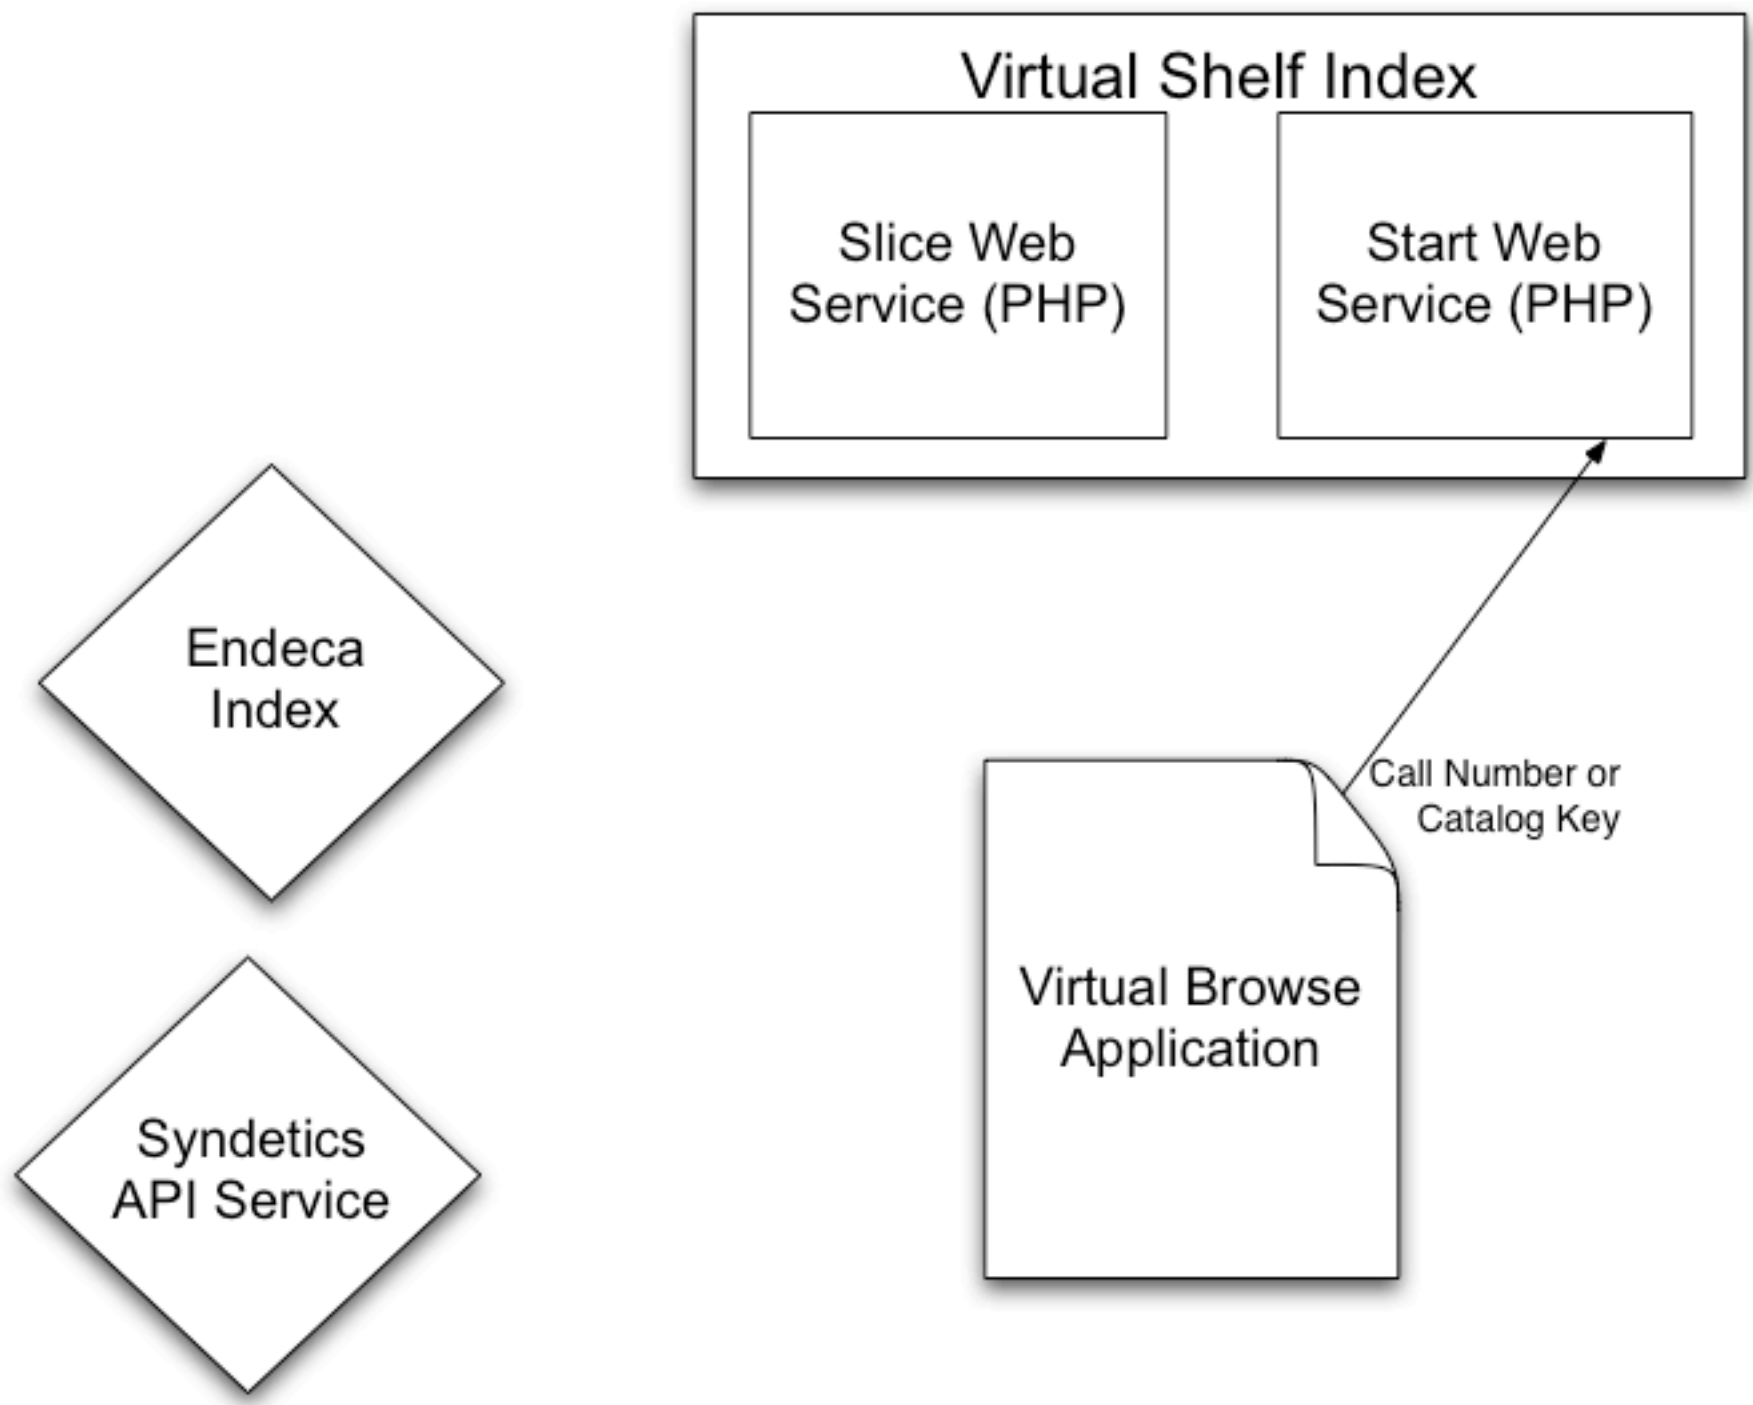 Virtual Shelf Index
Slice Web
Service (PHP)
Start Web
Service (PHP)
Endeca
Index
Call Number or
Catalog Key
Virtual Browse
Application
Syndetics
API Service